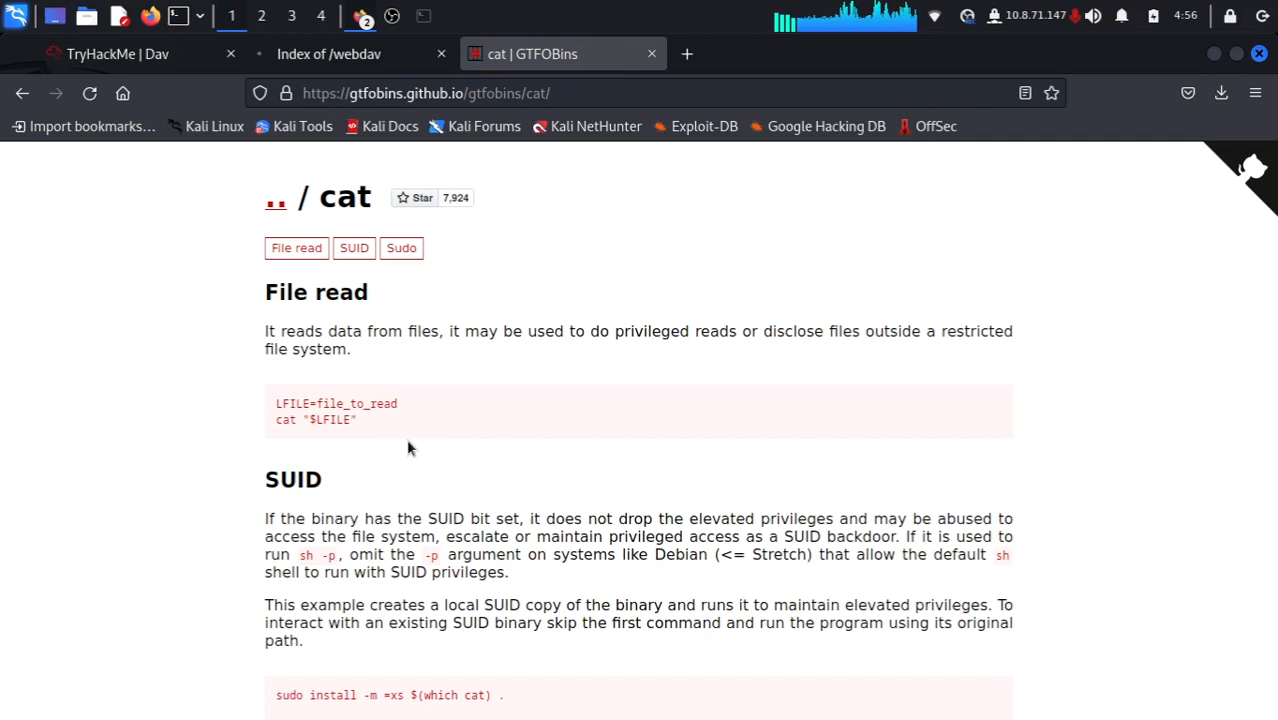 1 2 3 4 2 10.8.71.147 4:56
TryHackMe | Dav Index of /webdav cat | GTFOBins
https://gtfobins.github.io/gtfobins/cat/
Import bookmarks... Kali Linux Kali Tools Kali Docs Kali Forums Kali NetHunter Exploit-DB Google Hacking DB OffSec
.. / cat Star 7,924
File read SUID Sudo
File read
It reads data from files, it may be used to do privileged reads or disclose files outside a restricted
file system.
LFILE=file_to_read
cat "$LFILE"
SUID
If the binary has the SUID bit set, it does not drop the elevated privileges and may be abused to
access the file system, escalate or maintain privileged access as a SUID backdoor. If it is used to
run sh -p, omit the -p argument on systems like Debian (<= Stretch) that allow the default sh
shell to run with SUID privileges.
This example creates a local SUID copy of the binary and runs it to maintain elevated privileges. To
interact with an existing SUID binary skip the first command and run the program using its original
path.
sudo install -m =xs $(which cat) .